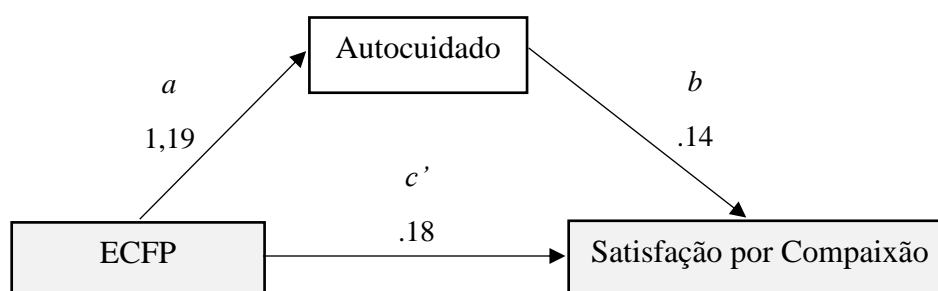 Autocuidado
a
b
1,19
.14
c’
.18
ECFP
Satisfação por Compaixão